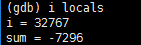 (gdb) i locals
i = 32767
sum = -7296